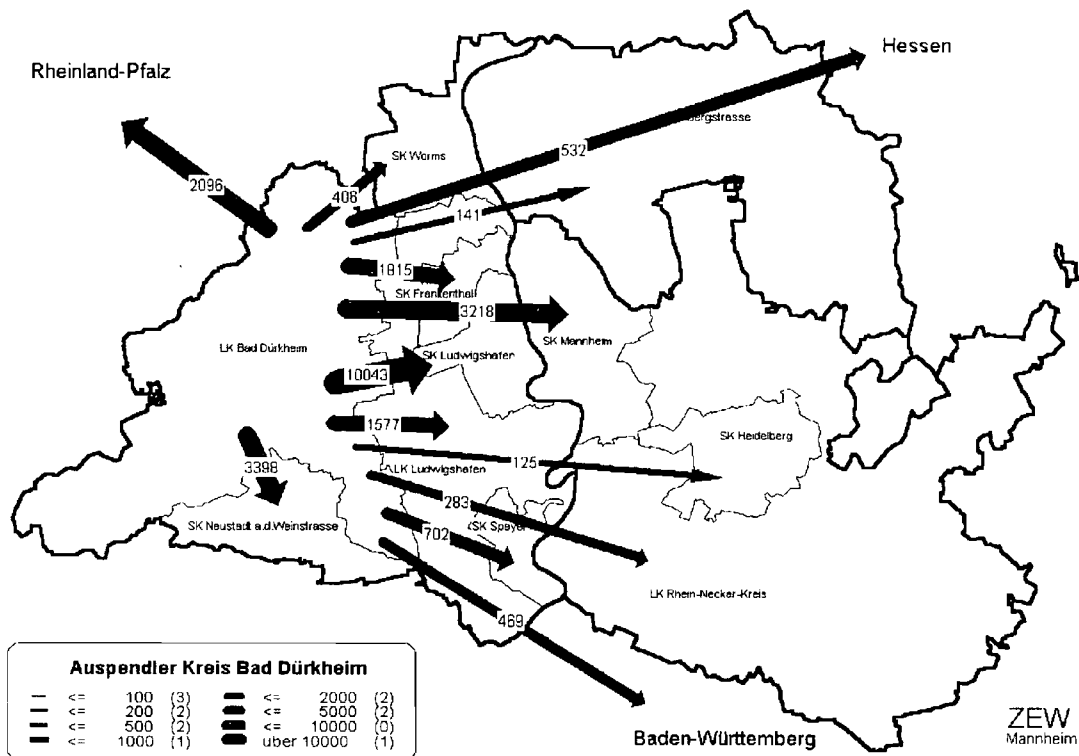 Hessen
Rheinland-Pfalz
bergstrasse
SK Worms
532
2096
408
141
1815
SK Frankenthal
3218
LK Bad Dürkheim
SK Ludwigshafen
SK Mannheim
10043
1577
SK Heidelberg
3398
LK Ludwigshafen
125
283
SK Neustadt a.d.Weinstrasse
702
SK Speyer
LK Rhein-Neckar-Kreis
469
Auspendler Kreis Bad Dürkheim
<= 100 (3) <= 2000 (2)
<= 200 (2) <= 5000 (2)
<= 500 (2) <= 10000 (0)
<= 1000 (1) über 10000 (1)
Baden-Württemberg
ZEW
Mannheim